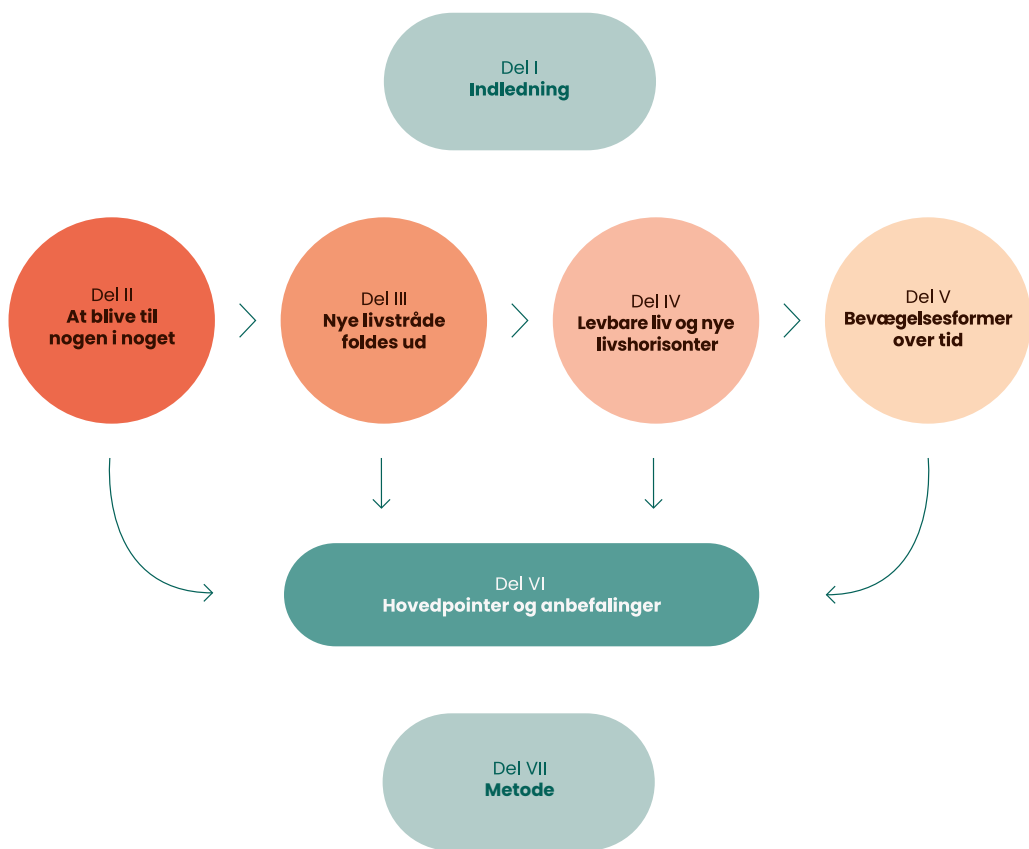 Del I
Indledning
Del II
At blive til
nogen i noget
Del III
Nye livstråde
foldes ud
Del IV
Levbare liv og nye
livshorisonter
Del V
Bevægelsesformer
over tid
Del VI
Hovedpointer og anbefalinger
Del VII
Metode